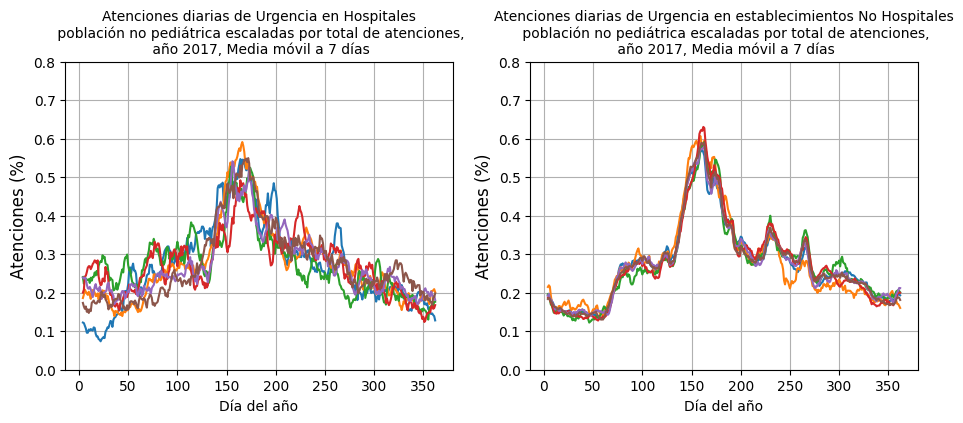 Atenciones diarias de Urgencia en Hospitales
población no pediátrica escaladas por total de atenciones,
año 2017, Media móvil a 7 días
Atenciones (%)
0.8
0.7
0.6
0.5
0.4
0.3
0.2
0.1
0.0
0 50 100 150 200 250 300 350
Día del año
Atenciones diarias de Urgencia en establecimientos No Hospitales
población no pediátrica escaladas por total de atenciones,
año 2017, Media móvil a 7 días
Atenciones (%)
0.8
0.7
0.6
0.5
0.4
0.3
0.2
0.1
0.0
0 50 100 150 200 250 300 350
Día del año